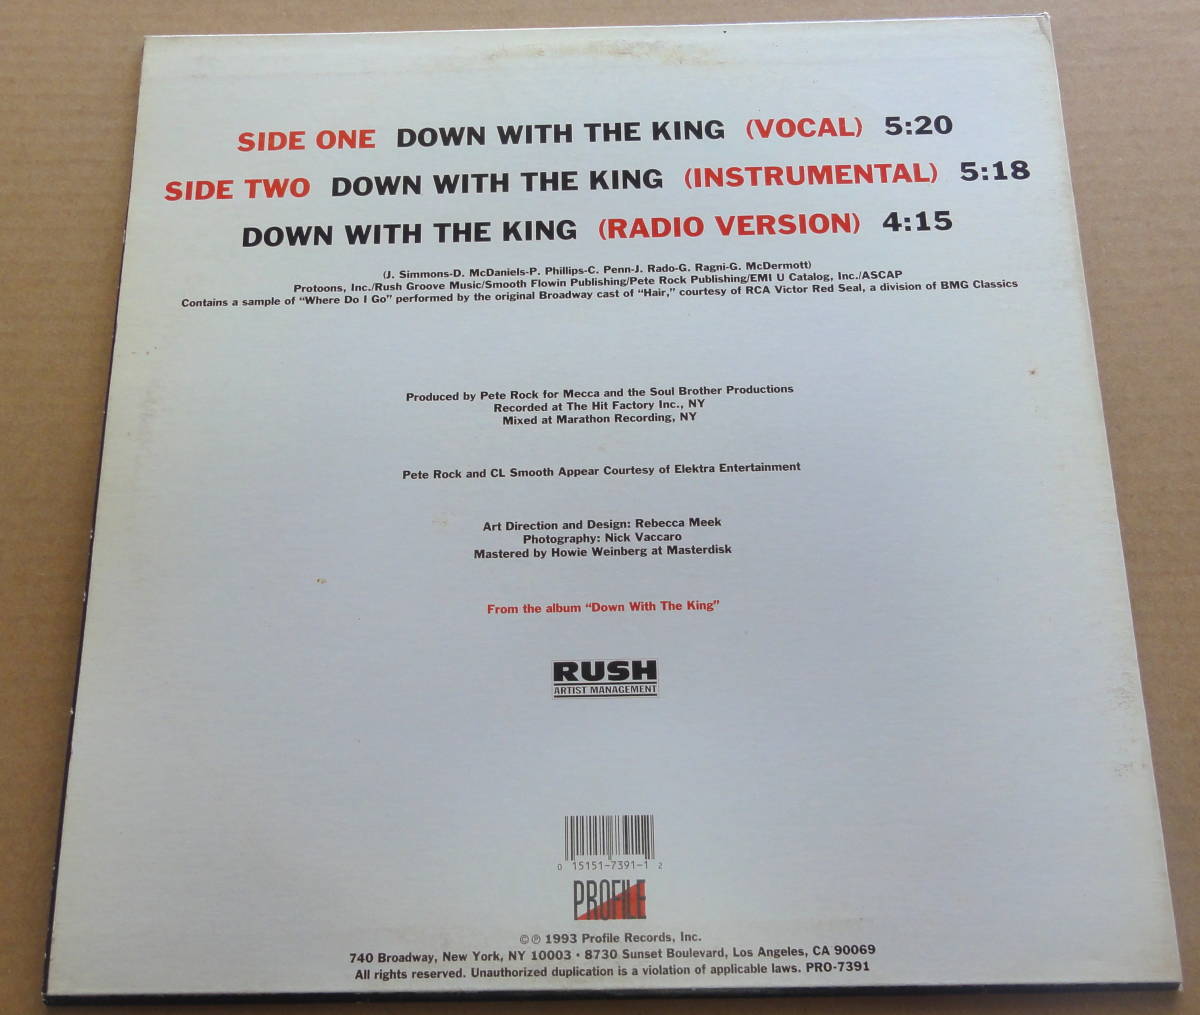 SIDE ONE DOWN WITH THE KING (VOCAL) 5:20
SIDE TWO DOWN WITH THE KING (INSTRUMENTAL) 5:18
DOWN WITH THE KING (RADIO VERSION) 4:15
(J. Simmons-D. McDaniels-P. Phillips-C. Penn-J. Rado-G. Ragni-G. McDermott)
Protoons, Inc./Rush Groove Music/Smooth Flowin Publishing/Pete Rock Publishing/EMI U Catalog, Inc./ASCAP
Contains a sample of "Where Do I Go" performed by the original Broadway cast of "Hair," courtesy of RCA Victor Red Seal, a division of BMG Classics
Produced by Pete Rock for Mecca and the Soul Brother Productions
Recorded at The Hit Factory Inc., NY
Mixed at Marathon Recording, NY
Pete Rock and CL Smooth Appear Courtesy of Elektra Entertainment
Art Direction and Design: Rebecca Meek
Photography: Nick Vaccaro
Mastered by Howie Weinberg at Masterdisk
From the album "Down With The King"
RUSH
ARTIST MANAGEMENT
0 15151-7391-1 2
PROFILE
©℗ 1993 Profile Records, Inc.
740 Broadway, New York, NY 10003 · 8730 Sunset Boulevard, Los Angeles, CA 90069
All rights reserved. Unauthorized duplication is a violation of applicable laws. PRO-7391